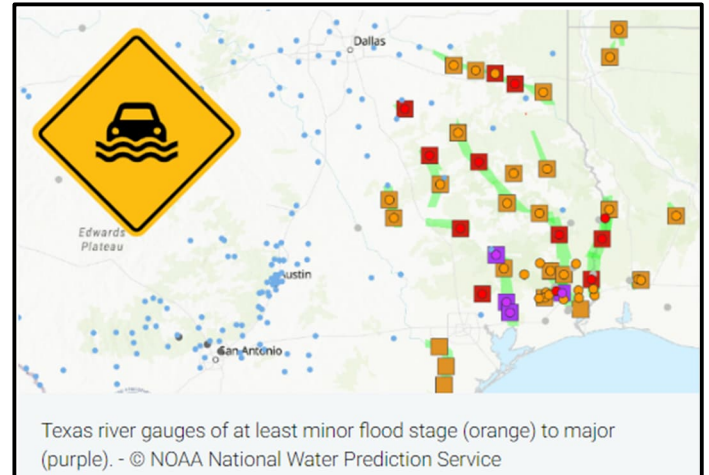 Dallas
Edwards
Plateau
Austin
San Antonio
Texas river gauges of at least minor flood stage (orange) to major
(purple). - © NOAA National Water Prediction Service